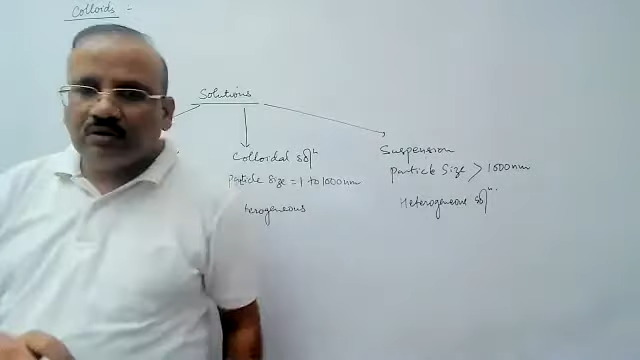 Colloids :-
Solutions
Colloidal solⁿ
Particle size = 1 to 1000nm
terogeneous
Suspension
Particle Size > 1000nm
Heterogeneous solⁿ.